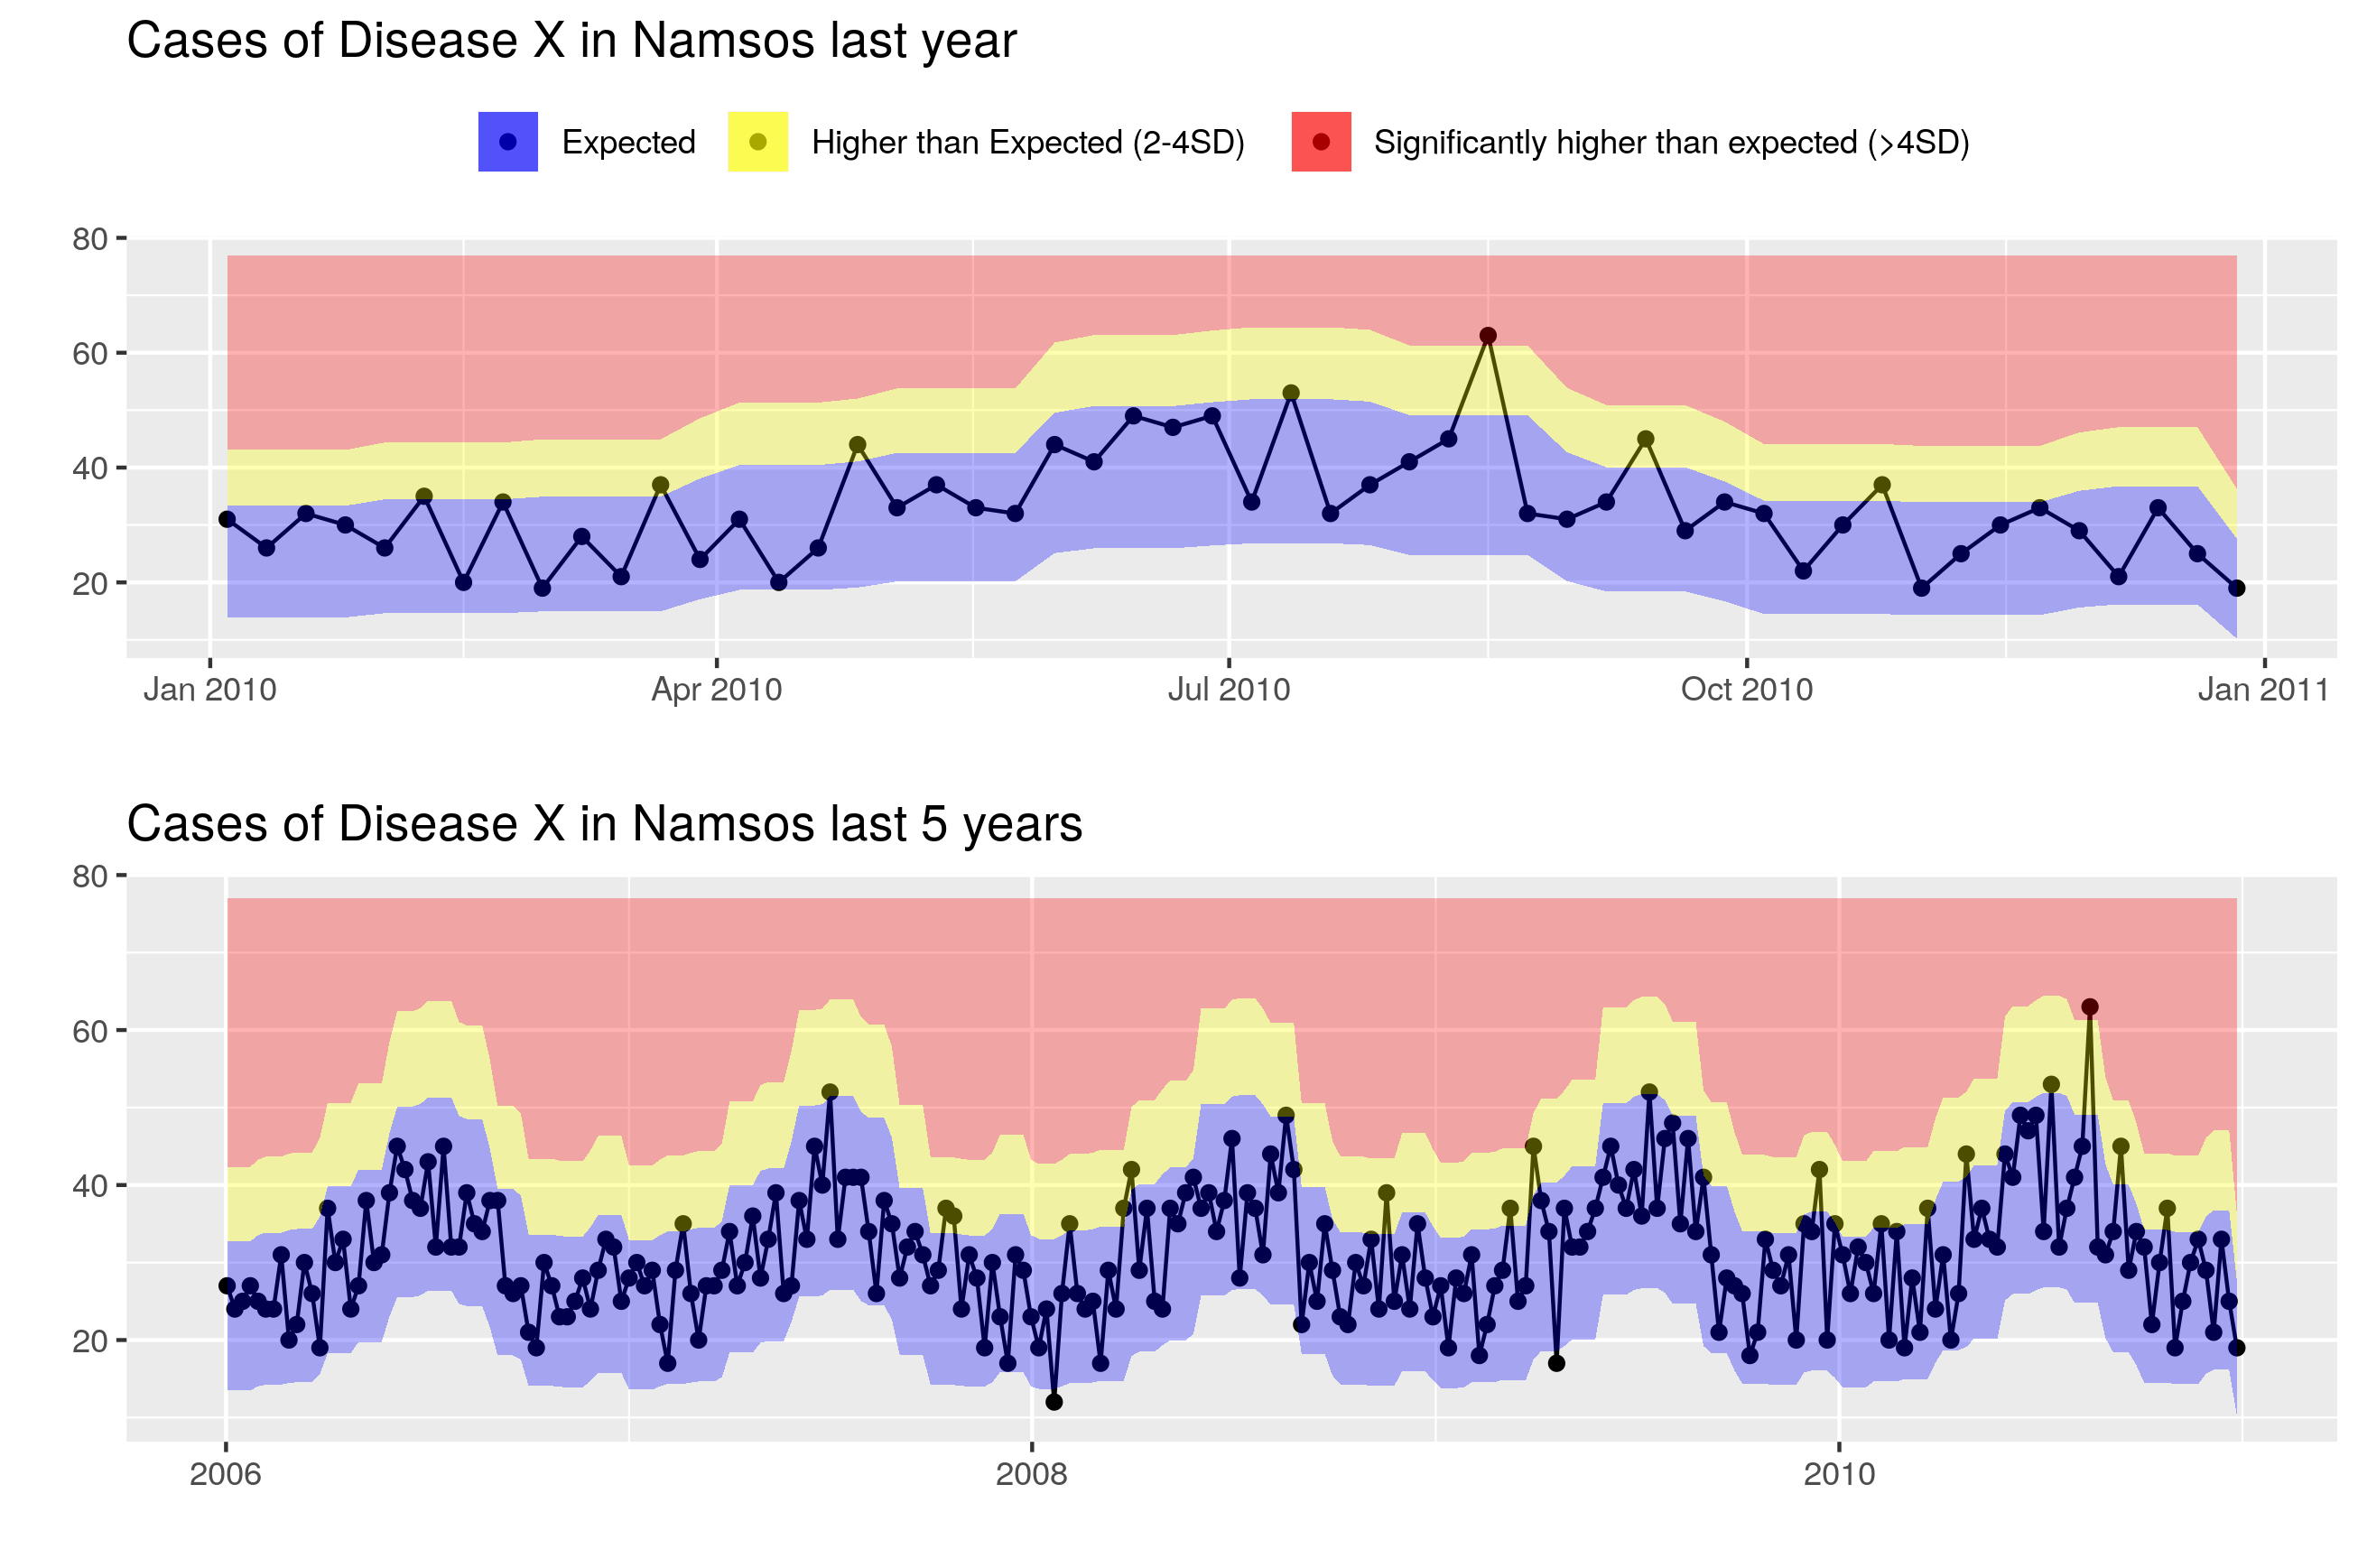 Cases of Disease X in Namsos last year
Expected Higher than Expected (2-4SD) Significantly higher than expected (>4SD)
80
60
40
20
Jan 2010 Apr 2010 Jul 2010 Oct 2010 Jan 2011
Cases of Disease X in Namsos last 5 years
80
60
40
20
2006 2008 2010